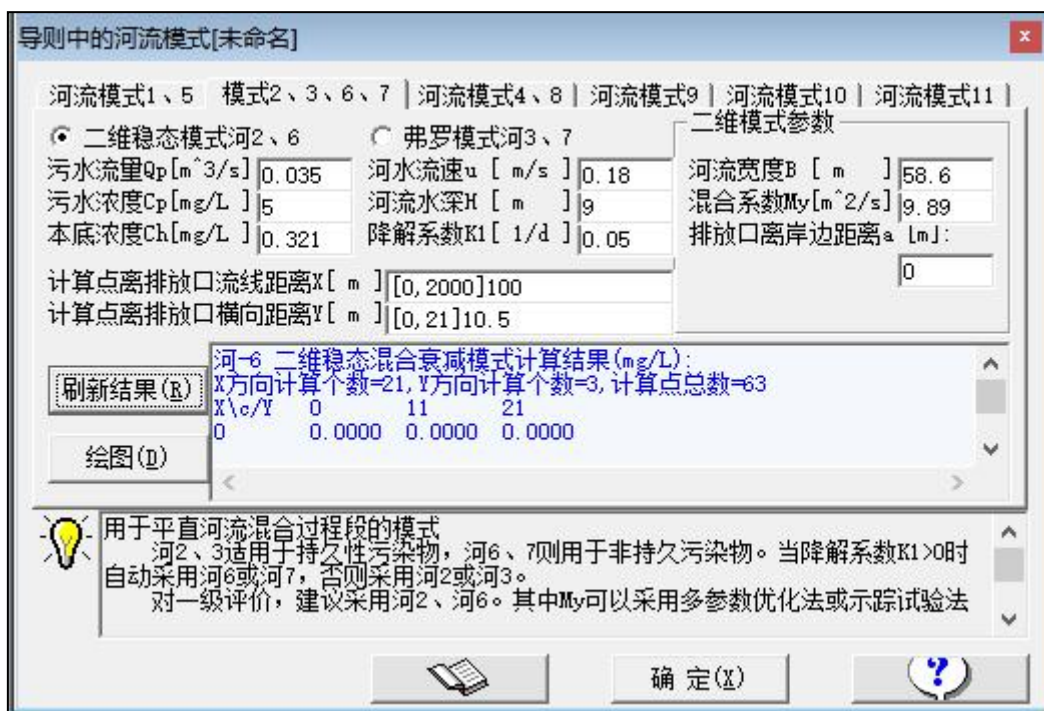 导则中的河流模式[未命名]
河流模式1、5 模式2、3、6、7 河流模式4、8 河流模式9 河流模式10 河流模式11
二维稳态模式河2、6 弗罗模式河3、7 二维模式参数
污水流量Qp[m^3/s] 0.035 河水流速u [ m/s ] 0.18 河流宽度B [ m ] 58.6
污水浓度Cp[mg/L ] 5 河流水深H [ m ] 9 混合系数My[m^2/s] 9.89
本底浓度Ch[mg/L ] 0.321 降解系数K1[ 1/d ] 0.05 排放口离岸边距离a [m]:
0
计算点离排放口流线距离X[ m ] [0,2000]100
计算点离排放口横向距离Y[ m ] [0,21]10.5
河-6 二维稳态混合衰减模式计算结果(mg/L):
刷新结果(R) X方向计算个数=21,Y方向计算个数=3,计算点总数=63
X\c/Y 0 11 21
0 0.0000 0.0000 0.0000
绘图(D)
用于平直河流混合过程段的模式
河2、3适用于持久性污染物，河6、7则用于非持久污染物。当降解系数K1>0时
自动采用河6或河7，否则采用河2或河3。
对一级评价，建议采用河2、河6。其中My可以采用多参数优化法或示踪试验法
确 定(X) ?